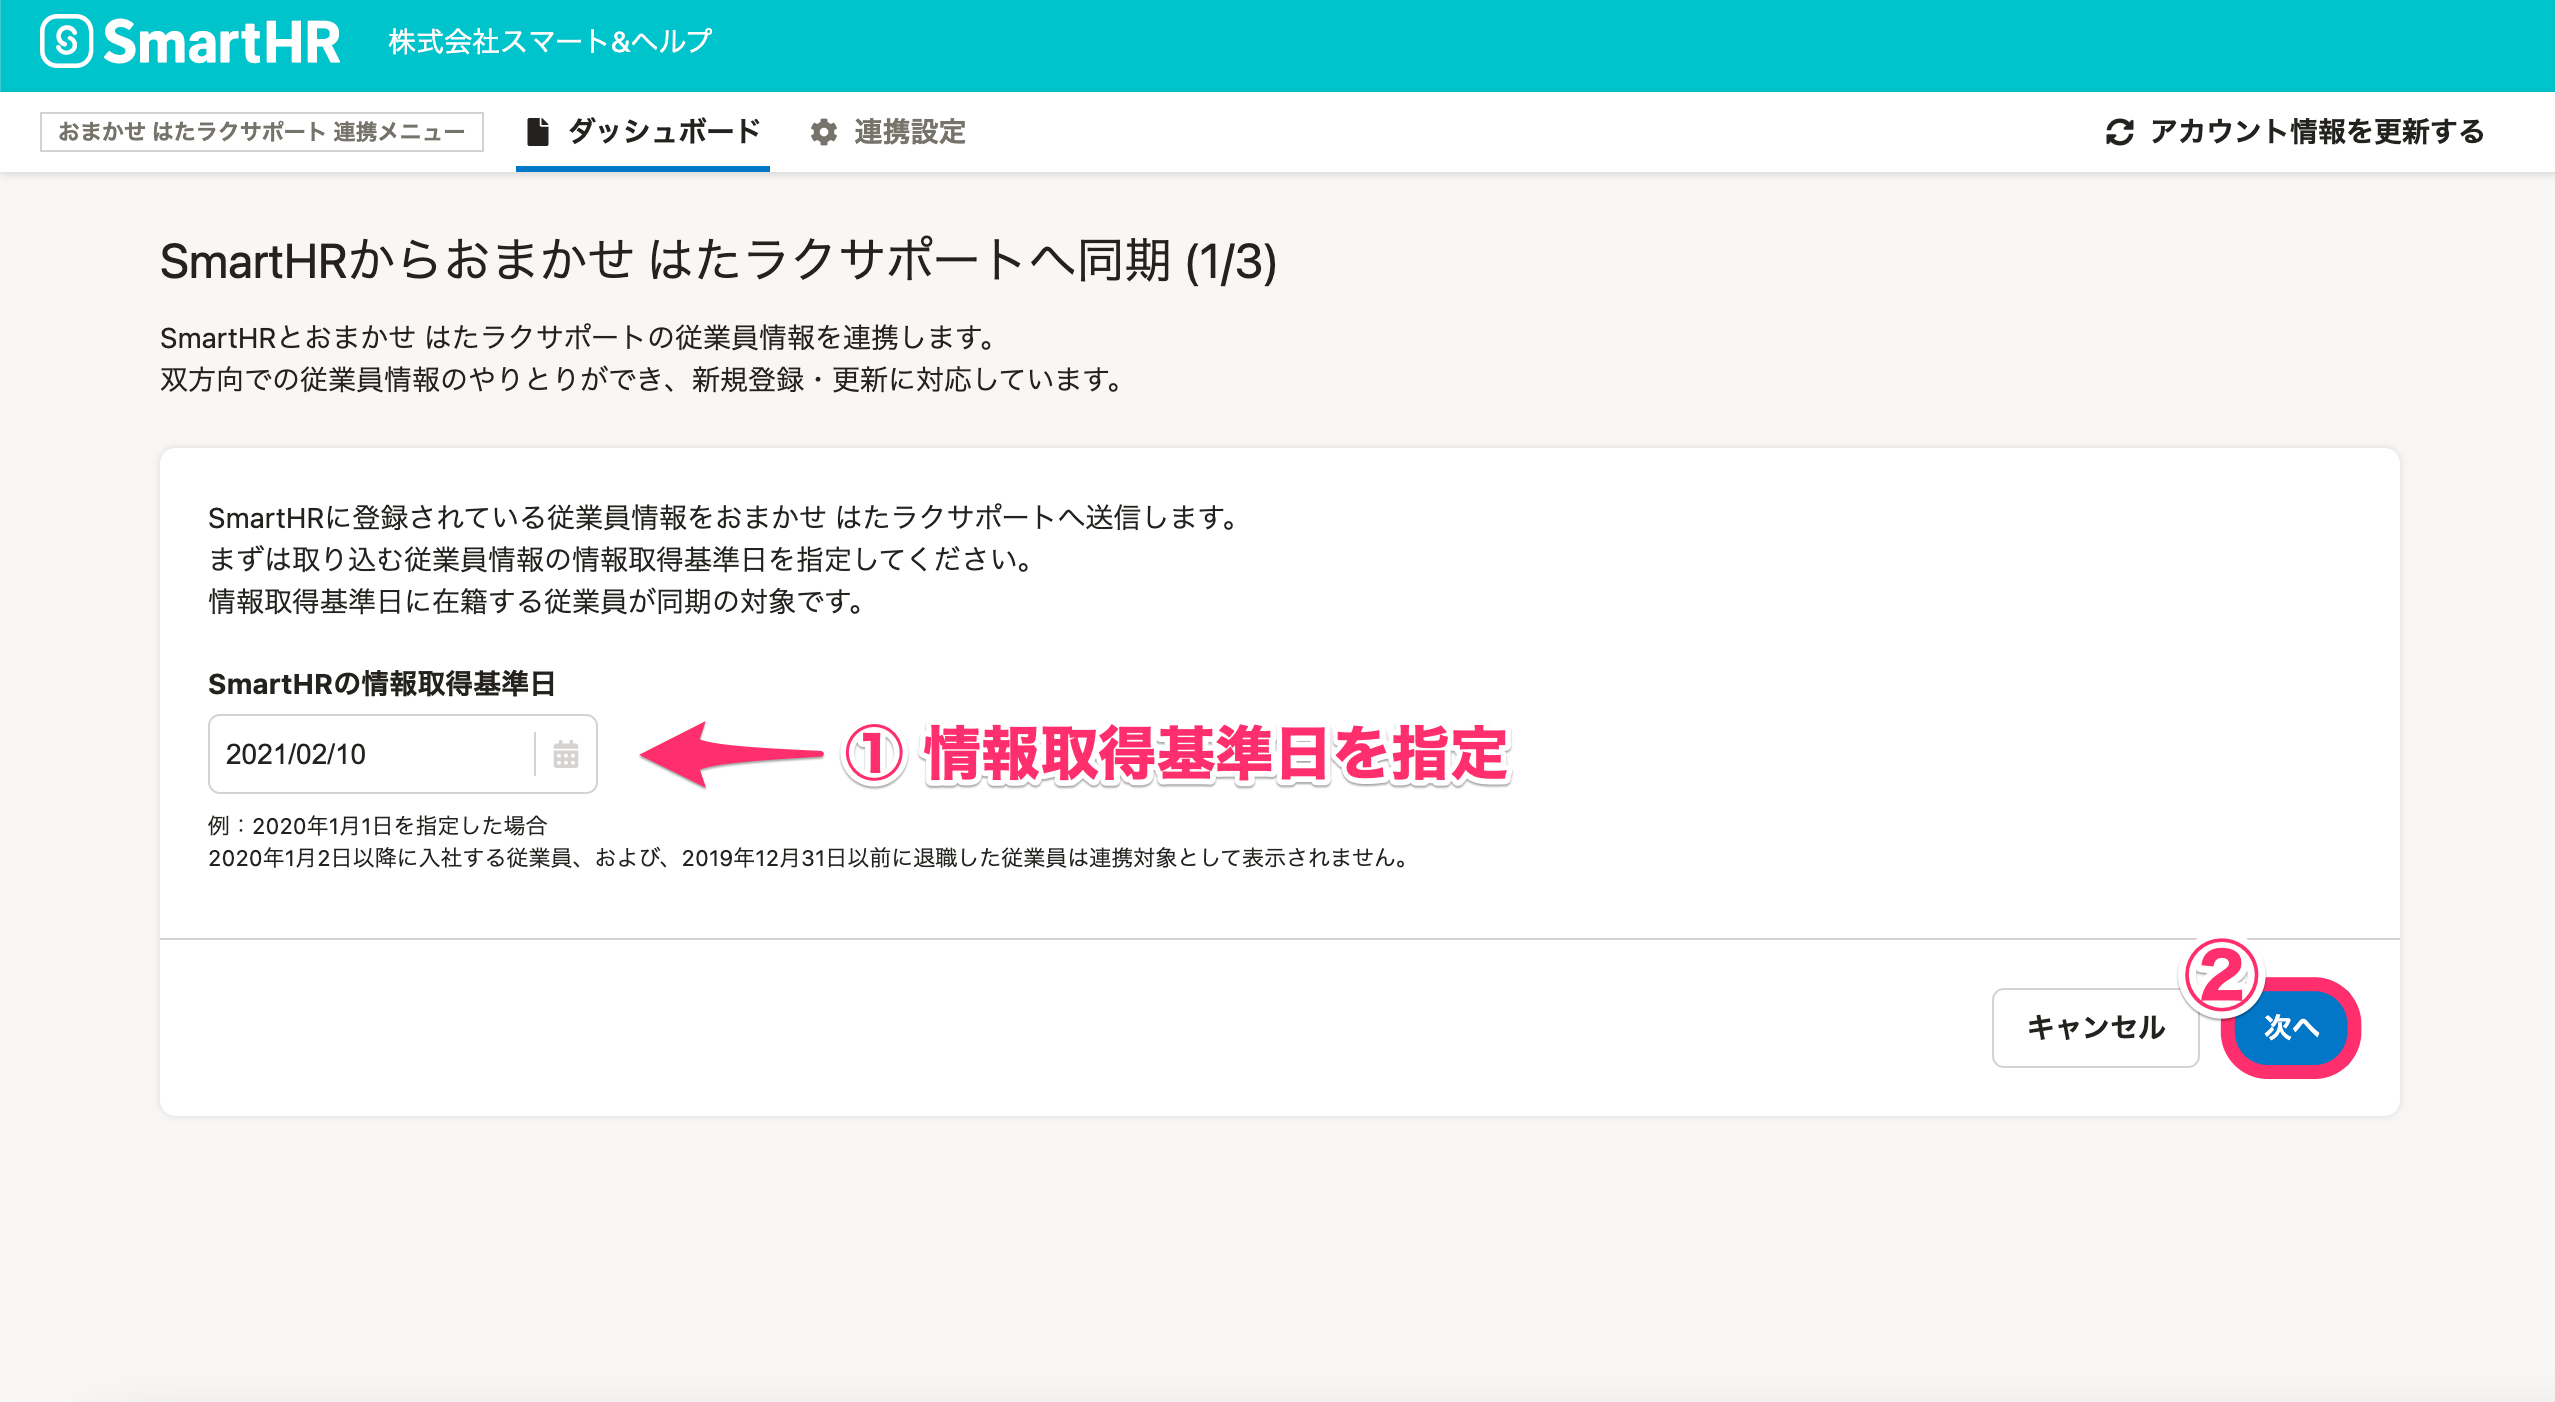 SmartHR 株式会社スマート&ヘルプ
おまかせ はたラクサポート 連携メニュー ダッシュボード 連携設定 アカウント情報を更新する
SmartHRからおまかせ はたラクサポートへ同期 (1/3)
SmartHRとおまかせ はたラクサポートの従業員情報を連携します。
双方向での従業員情報のやりとりができ、新規登録・更新に対応しています。
SmartHRに登録されている従業員情報をおまかせ はたラクサポートへ送信します。
まずは取り込む従業員情報の情報取得基準日を指定してください。
情報取得基準日に在籍する従業員が同期の対象です。
SmartHRの情報取得基準日
2021/02/10 ① 情報取得基準日を指定
例：2020年1月1日を指定した場合
2020年1月2日以降に入社する従業員、および、2019年12月31日以前に退職した従業員は連携対象として表示されません。
②
キャンセル 次へ